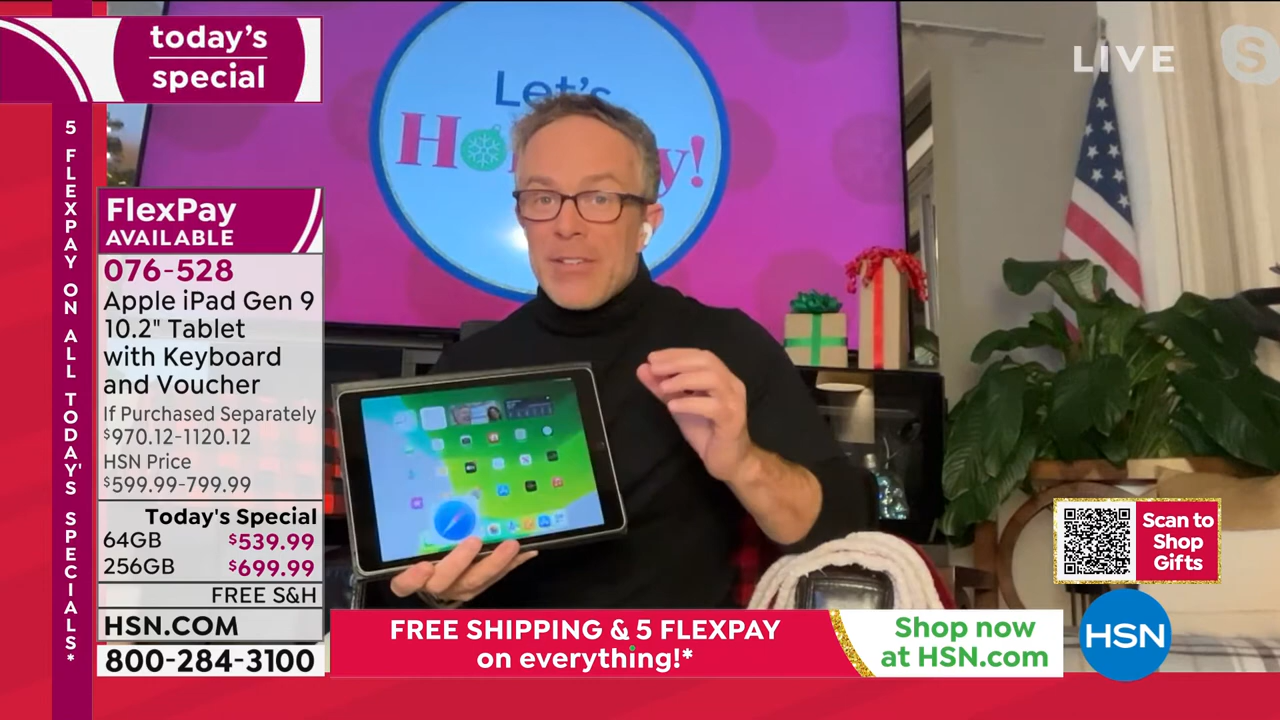 today's
special
5 FLEXPAY ON ALL TODAY'S SPECIALS*
FlexPay
AVAILABLE
076-528
Apple iPad Gen 9
10.2" Tablet
with Keyboard
and Voucher
If Purchased Separately
$970.12-1120.12
HSN Price
$599.99-799.99
Today's Special
64GB $539.99
256GB $699.99
FREE S&H
HSN.COM
800-284-3100
Let's
LIVE
S
Scan to
Shop
Gifts
FREE SHIPPING & 5 FLEXPAY
on everything!*
Shop now
at HSN.com
HSN